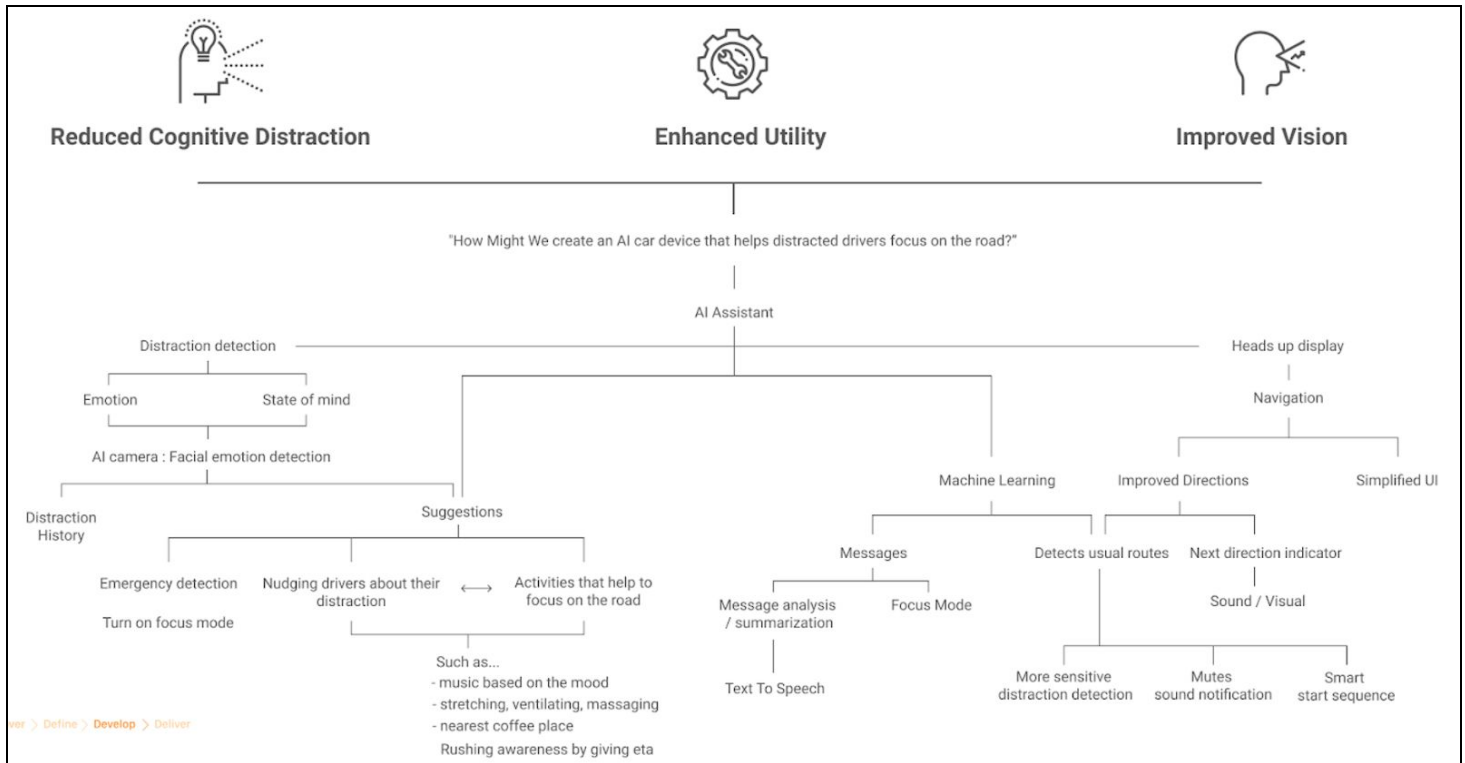 Reduced Cognitive Distraction
Enhanced Utility
Improved Vision
"How Might We create an AI car device that helps distracted drivers focus on the road?"
AI Assistant
Distraction detection
Heads up display
Emotion
State of mind
Navigation
AI camera : Facial emotion detection
Machine Learning
Improved Directions
Simplified UI
Distraction
History
Suggestions
Messages
Detects usual routes
Next direction indicator
Emergency detection
Turn on focus mode
Nudging drivers about their
distraction
Activities that help to
focus on the road
Message analysis
/ summarization
Focus Mode
Sound / Visual
Such as...
- music based on the mood
- stretching, ventilating, massaging
- nearest coffee place
Rushing awareness by giving eta
Text To Speech
More sensitive
distraction detection
Mutes
sound notification
Smart
start sequence
ver > Define > Develop > Deliver